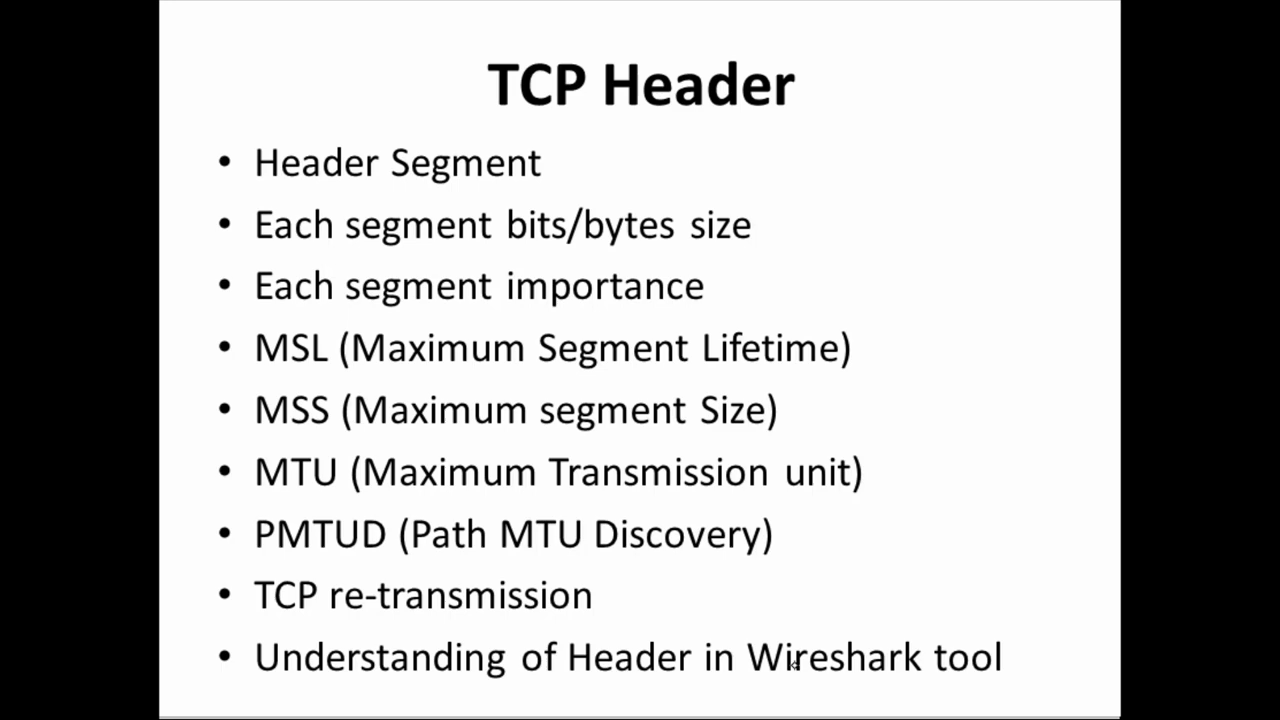 TCP Header
• Header Segment
• Each segment bits/bytes size
• Each segment importance
• MSL (Maximum Segment Lifetime)
• MSS (Maximum segment Size)
• MTU (Maximum Transmission unit)
• PMTUD (Path MTU Discovery)
• TCP re-transmission
• Understanding of Header in Wireshark tool